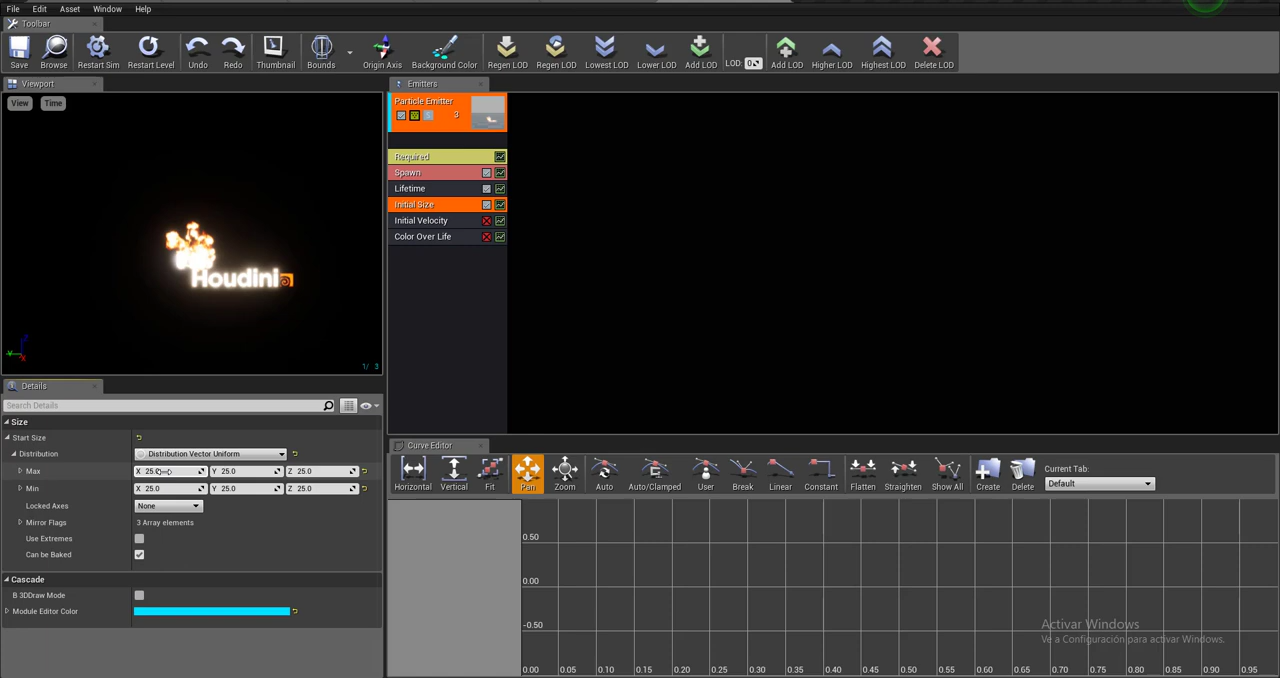 File Edit Asset Window Help
Toolbar
Save Browse Restart Sim Restart Level Undo Redo Thumbnail Bounds Origin Axis Background Color Regen LOD Regen LOD Lowest LOD Lower LOD Add LOD LOD: 0 Add LOD Higher LOD Highest LOD Delete LOD
Viewport
View Time
Houdini
Z
Y
X
1/ 3
Emitters
Particle Emitter
S 3
Required
Spawn
Lifetime
Initial Size
Initial Velocity
Color Over Life
Details
Search Details
Size
Start Size
Distribution Distribution Vector Uniform
Max X 25.0 Y 25.0 Z 25.0
Min X 25.0 Y 25.0 Z 25.0
Locked Axes None
Mirror Flags 3 Array elements
Use Extremes
Can be Baked
Cascade
B 3DDraw Mode
Module Editor Color
Curve Editor
Horizontal Vertical Fit Pan Zoom Auto Auto/Clamped User Break Linear Constant Flatten Straighten Show All Create Delete
Current Tab:
Default
0.50
0.00
-0.50
0.00 0.05 0.10 0.15 0.20 0.25 0.30 0.35 0.40 0.45 0.50 0.55 0.60 0.65 0.70 0.75 0.80 0.85 0.90 0.95
Activar Windows
Ve a Configuración para activar Windows.